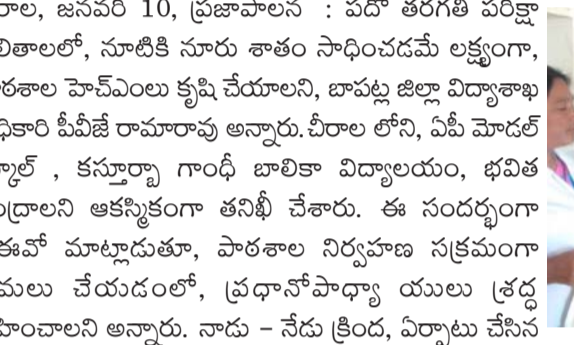 రాల, జనవరి 10, ప్రజాపాలన : పదో తరగతి పరీక్షా
లితాలలో, నూటికి నూరు శాతం సాధించడమే లక్ష్యంగా,
ఠశాల హెచ్ఎంలు కృషి చేయాలని, బాపట్ల జిల్లా విద్యాశాఖ
ధికారి పీవీజే రామారావు అన్నారు.చీరాల లోని, ఏపీ మోడల్
స్కూల్ , కస్తూర్బా గాంధీ బాలికా విద్యాలయం, భవిత
ంద్రాలని ఆకస్మికంగా తనిఖీ చేశారు. ఈ సందర్భంగా
ఈవో మాట్లాడుతూ, పాఠశాల నిర్వహణ సక్రమంగా
మలు చేయడంలో, ప్రధానోపాధ్యా యులు శ్రద్ధ
హించాలని అన్నారు. నాడు – నేడు క్రింద, ఏర్పాటు చేసిన